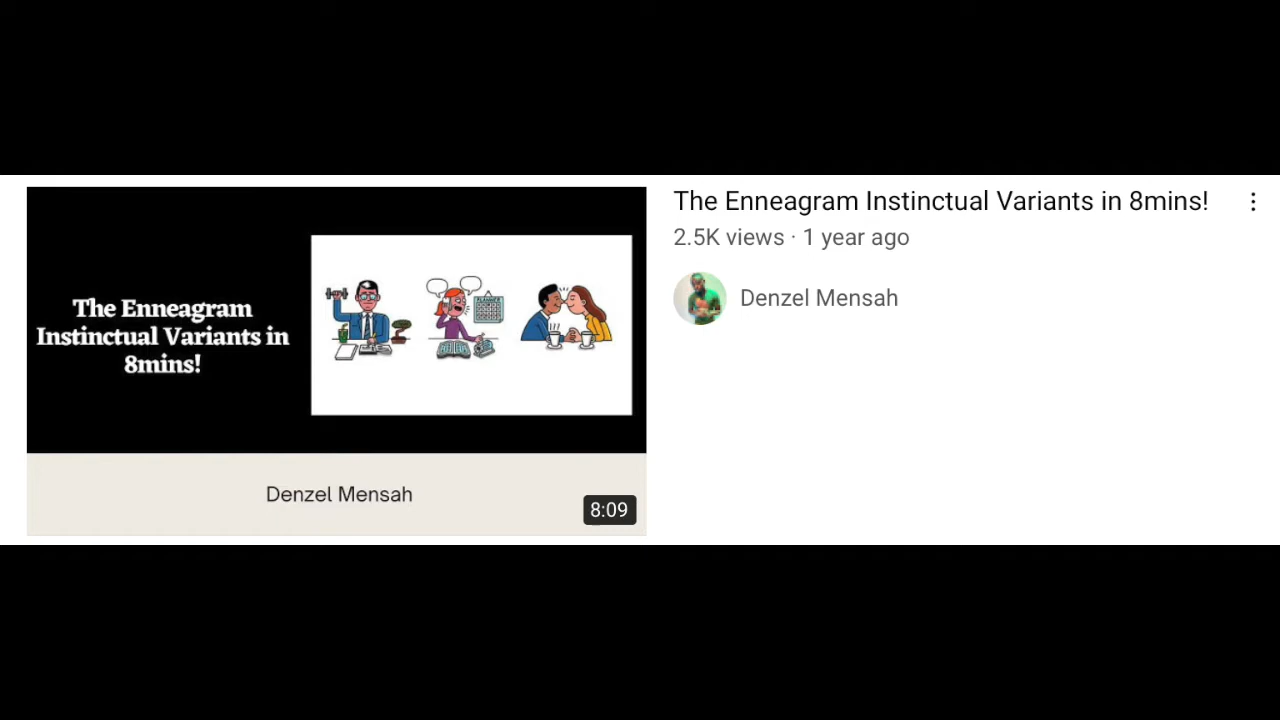 The Enneagram
Instinctual Variants in
8mins!
PLANNER
Denzel Mensah
8:09
The Enneagram Instinctual Variants in 8mins!
2.5K views · 1 year ago
Denzel Mensah